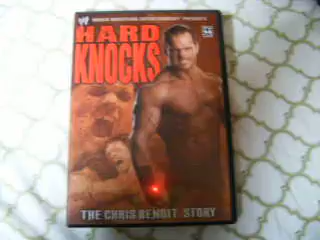 WORLD WRESTLING ENTERTAINMENT PRESENTS
HARD
KNOCKS
THE CHRIS BENOIT STORY